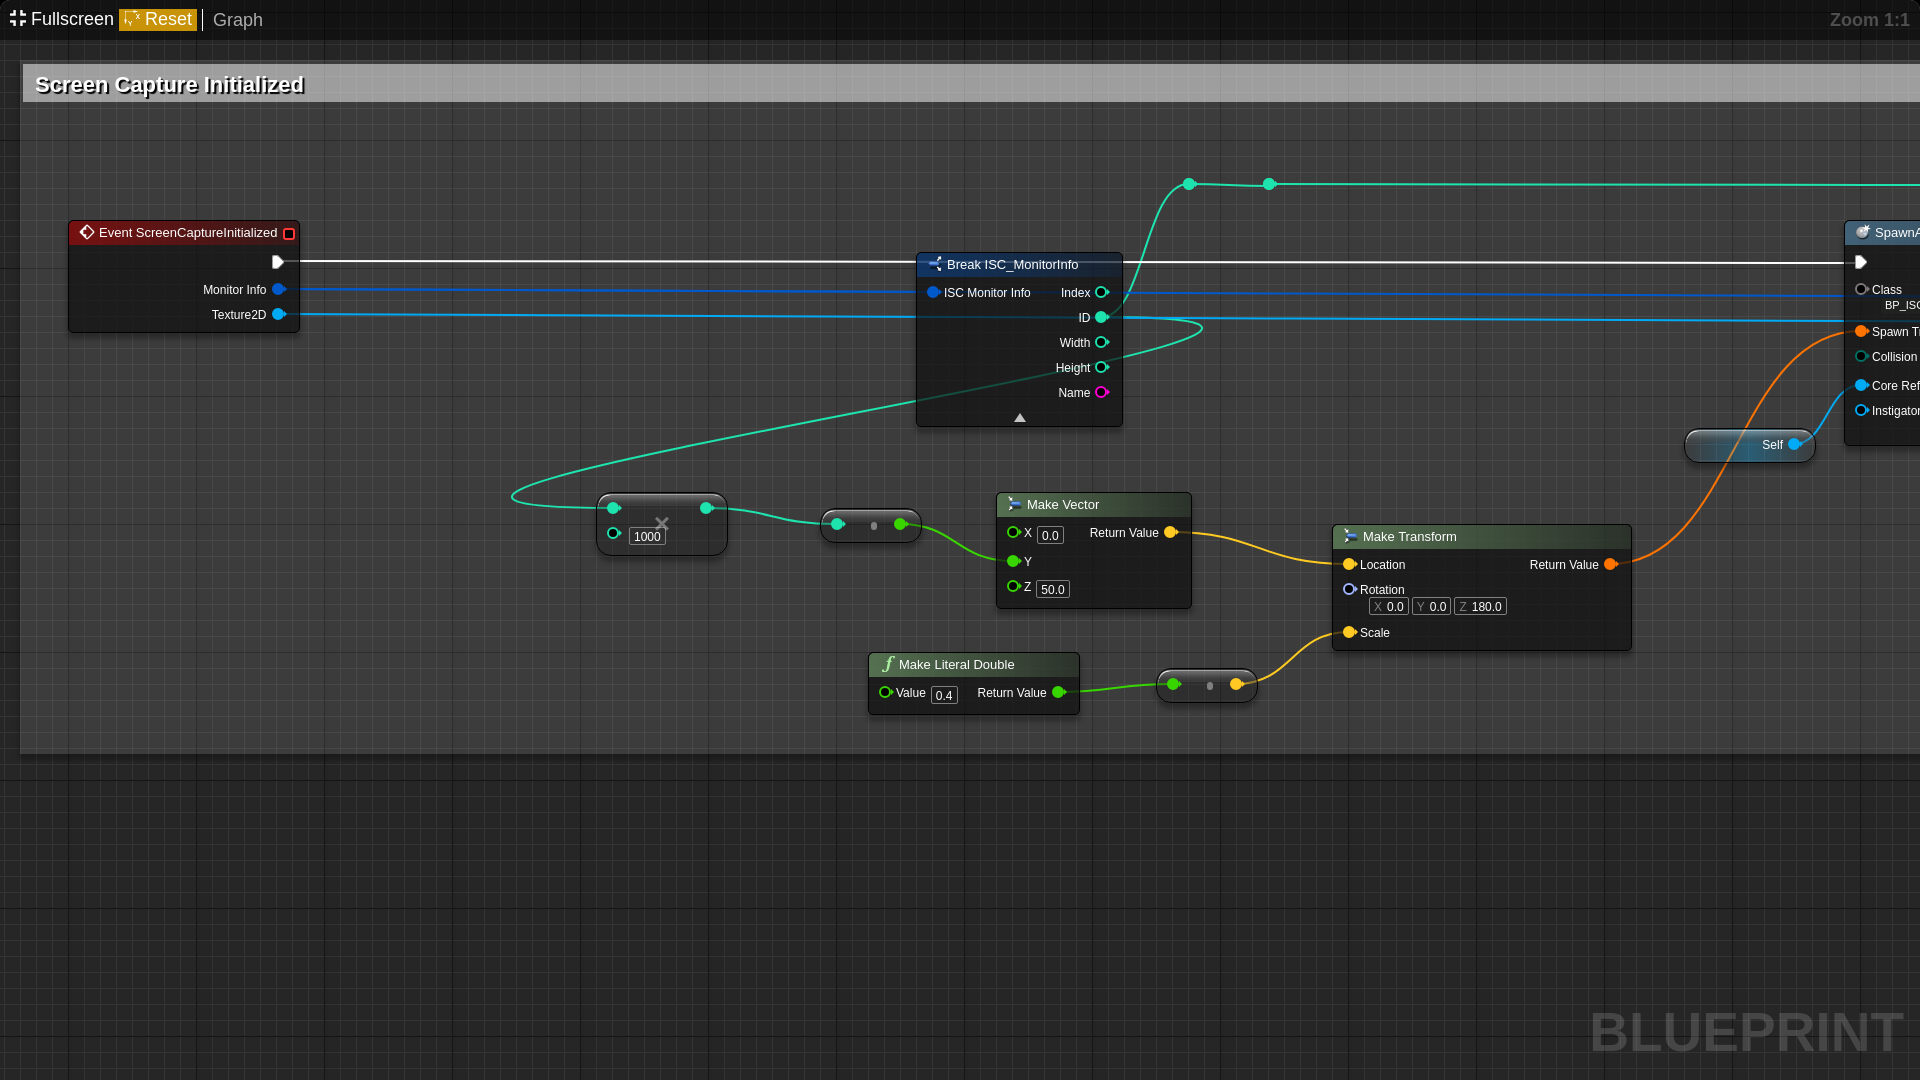 Fullscreen Reset Graph Zoom 1:1
Screen Capture Initialized
Event ScreenCaptureInitialized
Monitor Info
Texture2D
Break ISC_MonitorInfo
ISC Monitor Info Index
ID
Width
Height
Name
SpawnA
Class
BP_ISC
Spawn Tr
Collision
Core Ref
Instigator
Self
1000
Make Vector
X 0.0 Return Value
Y
Z 50.0
Make Transform
Location Return Value
Rotation
X 0.0 Y 0.0 Z 180.0
Scale
Make Literal Double
Value 0.4 Return Value
BLUEPRINT